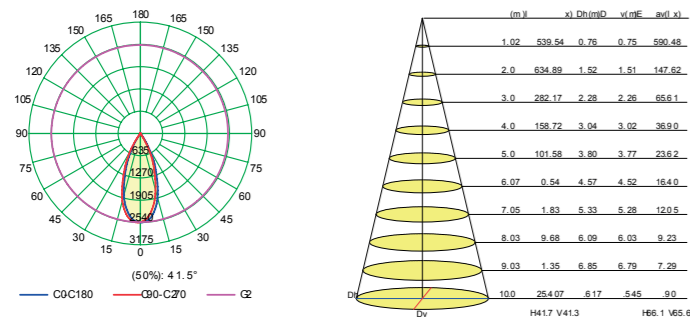 180
165 165
150 150
135 135
120 120
105 105
90 90
75 75
60 60
45 45
30 30
15 15
0
635
1270
1905
2540
3175
(50%): 41.5°
C0-C180 C90-C270 G2
(m)l x) Dh(m)D v(m)E av(l x)
1.02 539.54 0.76 0.75 590.48
2.0 634.89 1.52 1.51 147.62
3.0 282.17 2.28 2.26 65.61
4.0 158.72 3.04 3.02 36.90
5.0 101.58 3.80 3.77 23.62
6.07 0.54 4.57 4.52 16.40
7.05 1.83 5.33 5.28 12.05
8.03 9.68 6.09 6.03 9.23
9.03 1.35 6.85 6.79 7.29
10.0 25.407 .617 .545 .90
Dh
Dv
H41.7 V41.3 H66.1 V65.6